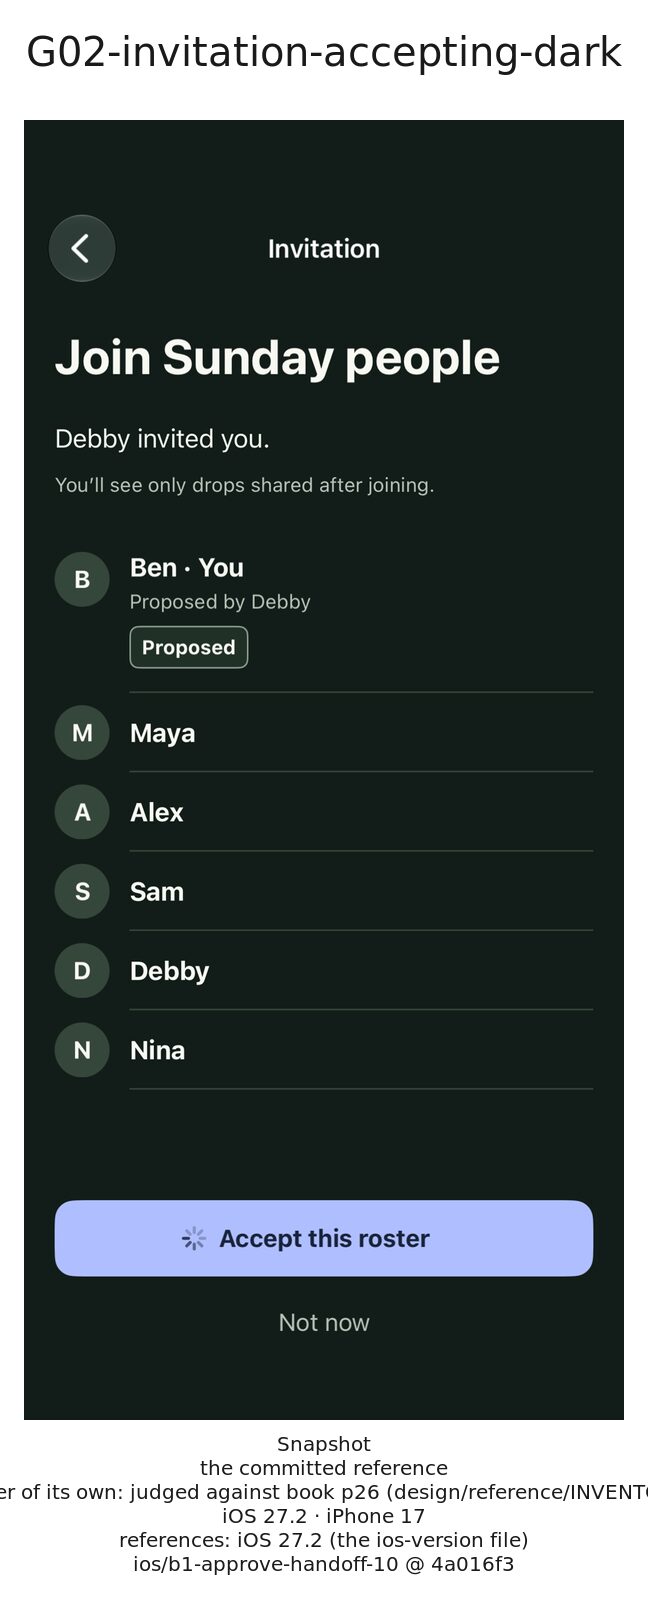 G02-invitation-accepting-dark
Invitation
Join Sunday people
Debby invited you.
You’ll see only drops shared after joining.
B
Ben · You
Proposed by Debby
Proposed
M
Maya
A
Alex
S
Sam
D
Debby
N
Nina
Accept this roster
Not now
Snapshot
the committed reference
of its own: judged against book p26 (design/reference/
iOS 27.2 · iPhone 17
references: iOS 27.2 (the ios-version file)
ios/b1-approve-handoff-10 @ 4a016f3